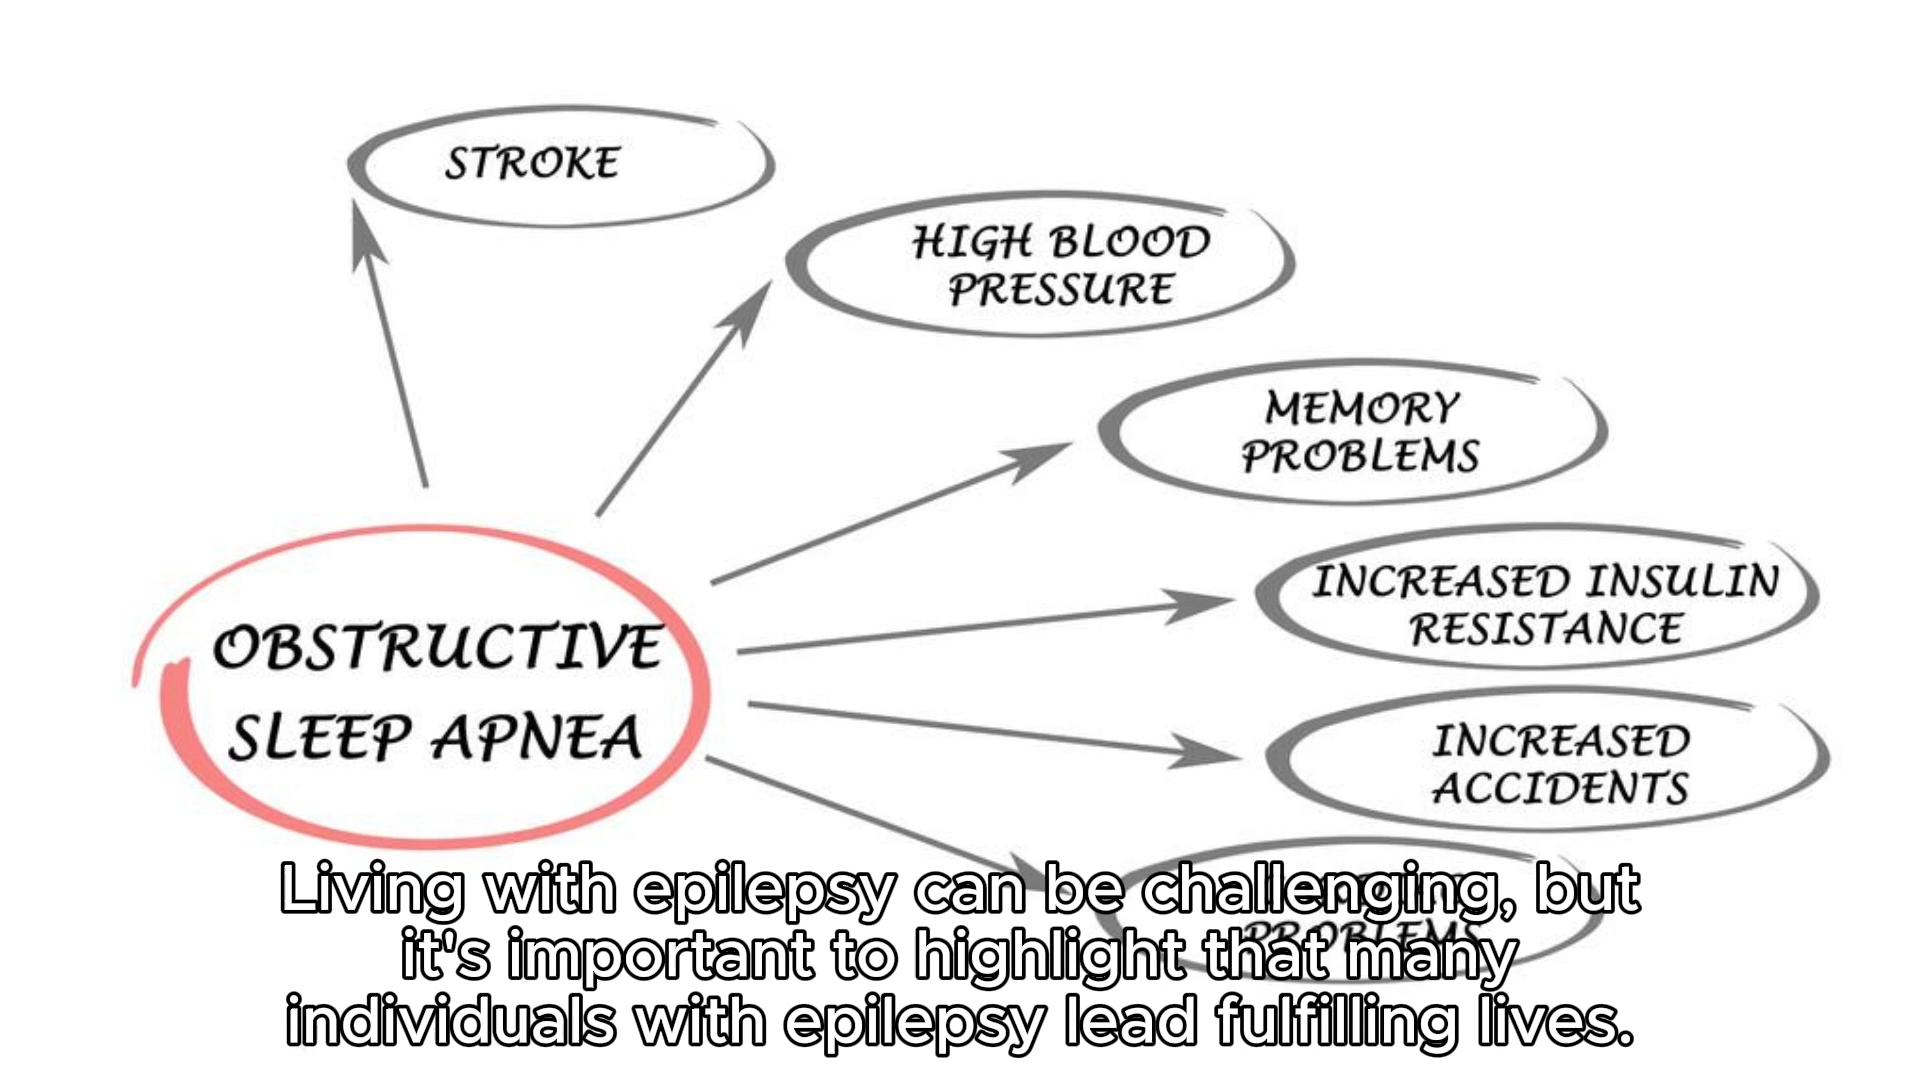 STROKE
HIGH BLOOD
PRESSURE
MEMORY
PROBLEMS
INCREASED INSULIN
RESISTANCE
OBSTRUCTIVE
SLEEP APNEA
INCREASED
ACCIDENTS
PROBLEMS
Living with epilepsy can be challenging, but
it's important to highlight that many
individuals with epilepsy lead fulfilling lives.